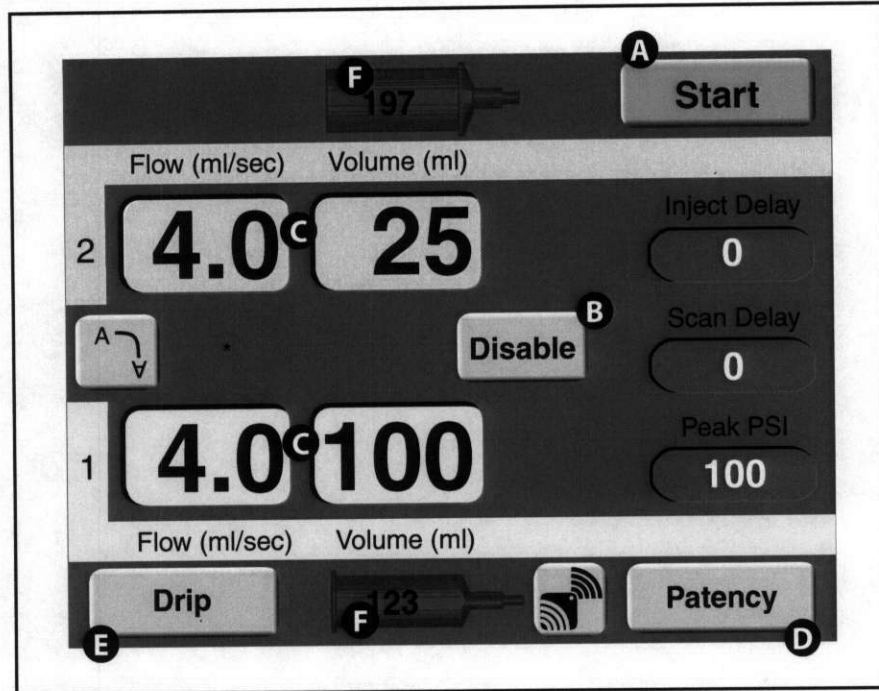 A
F
197
Start
Flow (ml/sec) Volume (ml)
2 4.0 C 25
Inject Delay
0
B
A
A
*
Disable
Scan Delay
0
1 4.0 C 100
Peak PSI
100
Flow (ml/sec) Volume (ml)
Drip
E
123
F
Patency
D